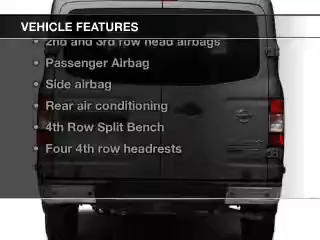 VEHICLE FEATURES
• 2nd and 3rd row head airbags
• Passenger Airbag
• Side airbag
• Rear air conditioning
• 4th Row Split Bench
• Four 4th row headrests